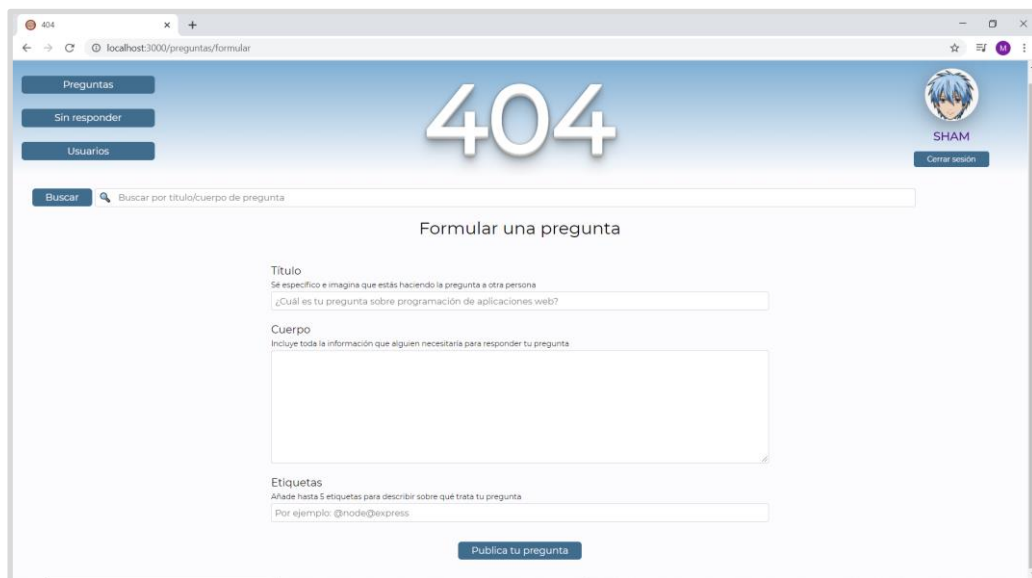 404
localhost:3000/preguntas/formular
M
Preguntas
Sin responder
Usuarios
404
SHAM
Cerrar sesión
Buscar
Buscar por título/cuerpo de pregunta
Formular una pregunta
Título
Sé específico e imagina que estás haciendo la pregunta a otra persona
¿Cuál es tu pregunta sobre programación de aplicaciones web?
Cuerpo
Incluye toda la información que alguien necesitaría para responder tu pregunta
Etiquetas
Añade hasta 5 etiquetas para describir sobre qué trata tu pregunta
Por ejemplo: @node@express
Publica tu pregunta